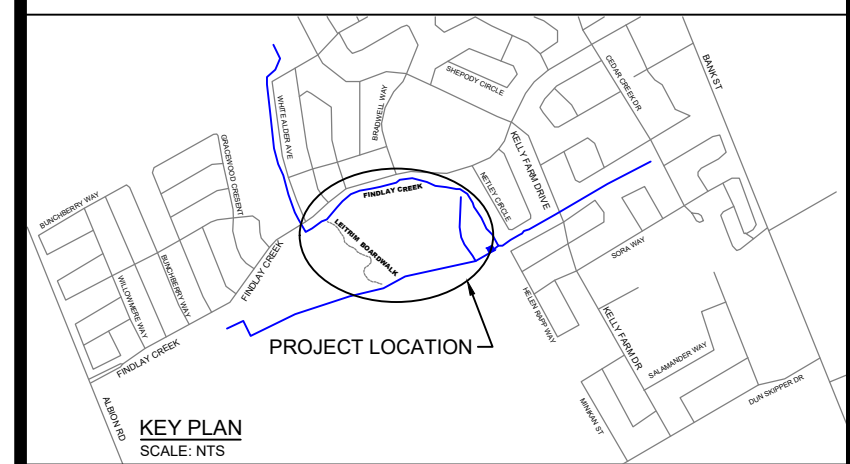 SHEPODY CIRCLE
CEDAR CREEK DR
BANK ST
WHITE ALDER AVE
BRADWELL WAY
GRACEWOOD CRESENT
KELLY FARM DRIVE
NETLEY CIRCLE
FINDLAY CREEK
BUNCHBERRY WAY
LEITRIM BOARDWALK
SORA WAY
FINDLAY CREEK
BUNCHBERRY WAY
WILLOWMERE WAY
HELEN RAPP WAY
KELLY FARM DR
PROJECT LOCATION
FINDLAY CREEK
SALAMANDER WAY
DUN SKIPPER DR
MINIKAN ST
ALBION RD
KEY PLAN
SCALE: NTS